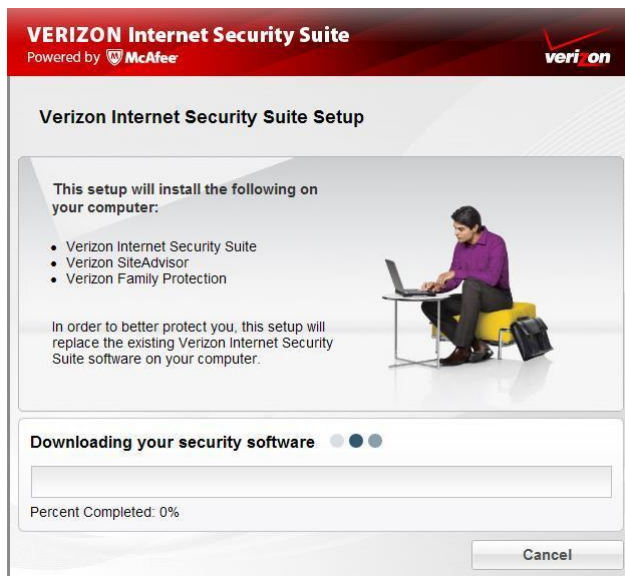 VERIZON Internet Security Suite
Powered by McAfee
verizon
Verizon Internet Security Suite Setup
This setup will install the following on
your computer:
• Verizon Internet Security Suite
• Verizon SiteAdvisor
• Verizon Family Protection
In order to better protect you, this setup will
replace the existing Verizon Internet Security
Suite software on your computer.
Downloading your security software
Percent Completed: 0%
Cancel